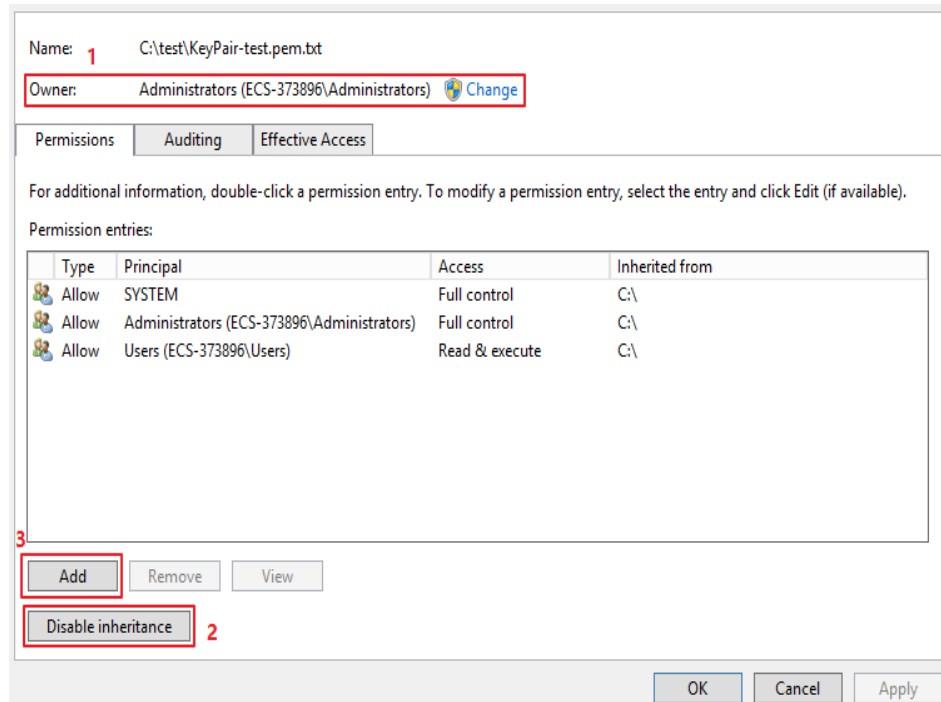 Name: 1 C:\test\KeyPair-test.pem.txt
Owner: Administrators (ECS-373896\Administrators) Change
Permissions Auditing Effective Access
For additional information, double-click a permission entry. To modify a permission entry, select the entry and click Edit (if available).
Permission entries:
Type Principal Access Inherited from
Allow SYSTEM Full control C:\
Allow Administrators (ECS-373896\Administrators) Full control C:\
Allow Users (ECS-373896\Users) Read & execute C:\
3
Add Remove View
Disable inheritance 2
OK Cancel Apply